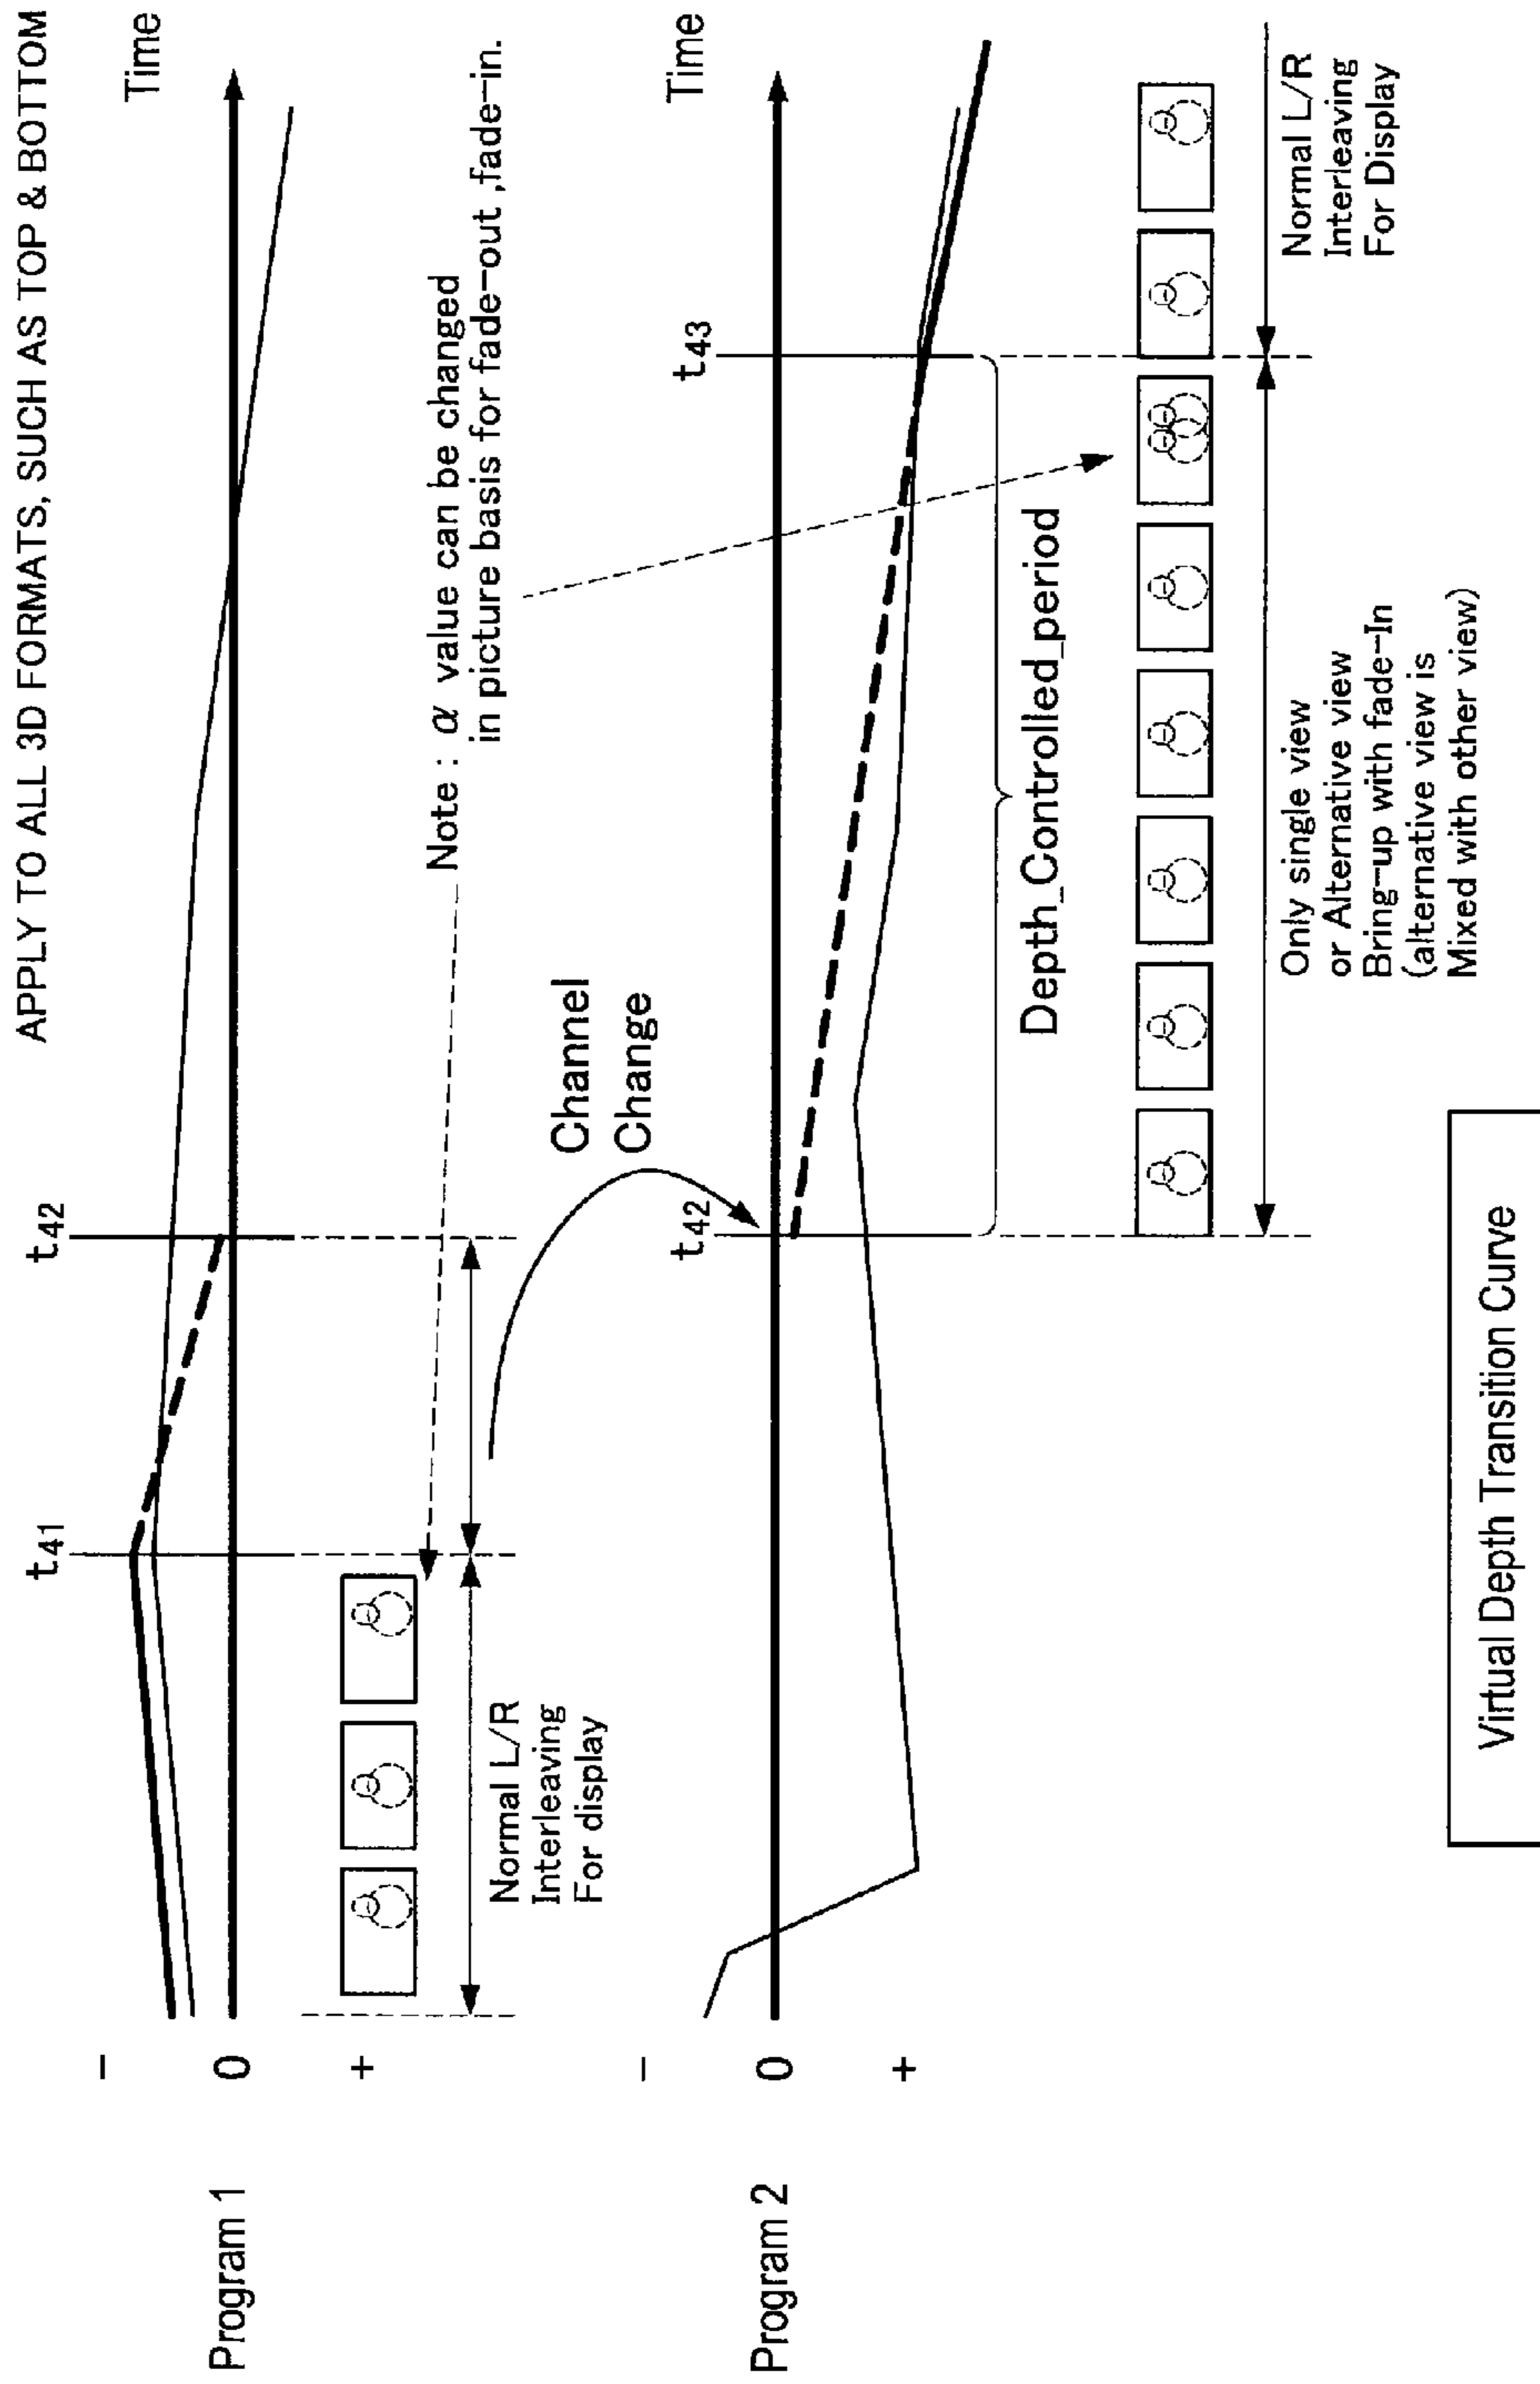 APPLY TO ALL 3D FORMATS, SUCH AS TOP & BOTTOM
t41
t42
Time
−
0
+
Program 1
Note : α value can be changed
in picture basis for fade-out ,fade-in.
Normal L/R
Interleaving
For display
Channel
Change
t42
t43
Time
−
0
+
Program 2
Depth_Controlled_period
Only single view
or Alternative view
Bring-up with fade-In
(alternative view is
Mixed with other view)
Normal L/R
Interleaving
For Display
Virtual Depth Transition Curve